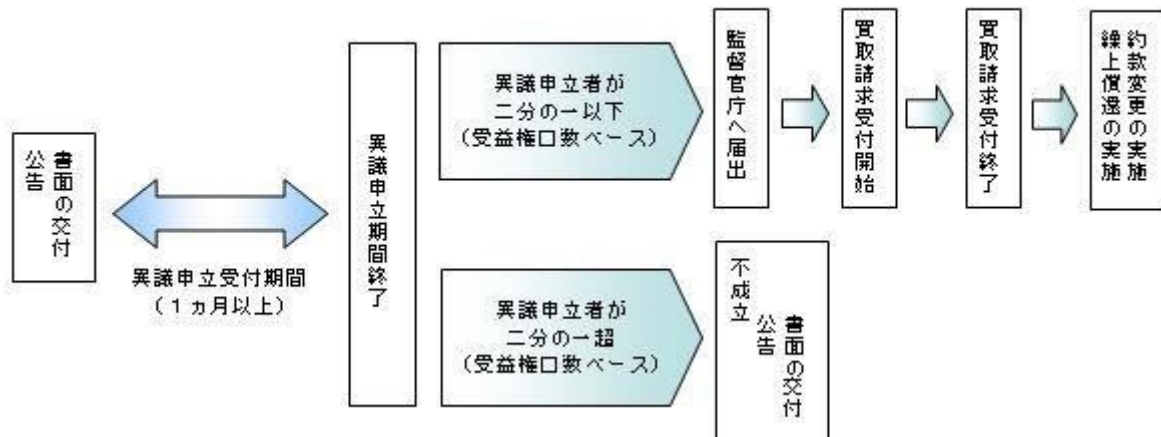 書面の交付
公告
異議申立受付期間
(1ヵ月以上)
異議申立期間終了
異議申立者が
二分の一以下
(受益権口数ベース)
監督官庁へ届出
買取請求受付開始
買取請求受付終了
約款変更の実施
繰上償還の実施
異議申立者が
二分の一超
(受益権口数ベース)
不成立
書面の交付
公告